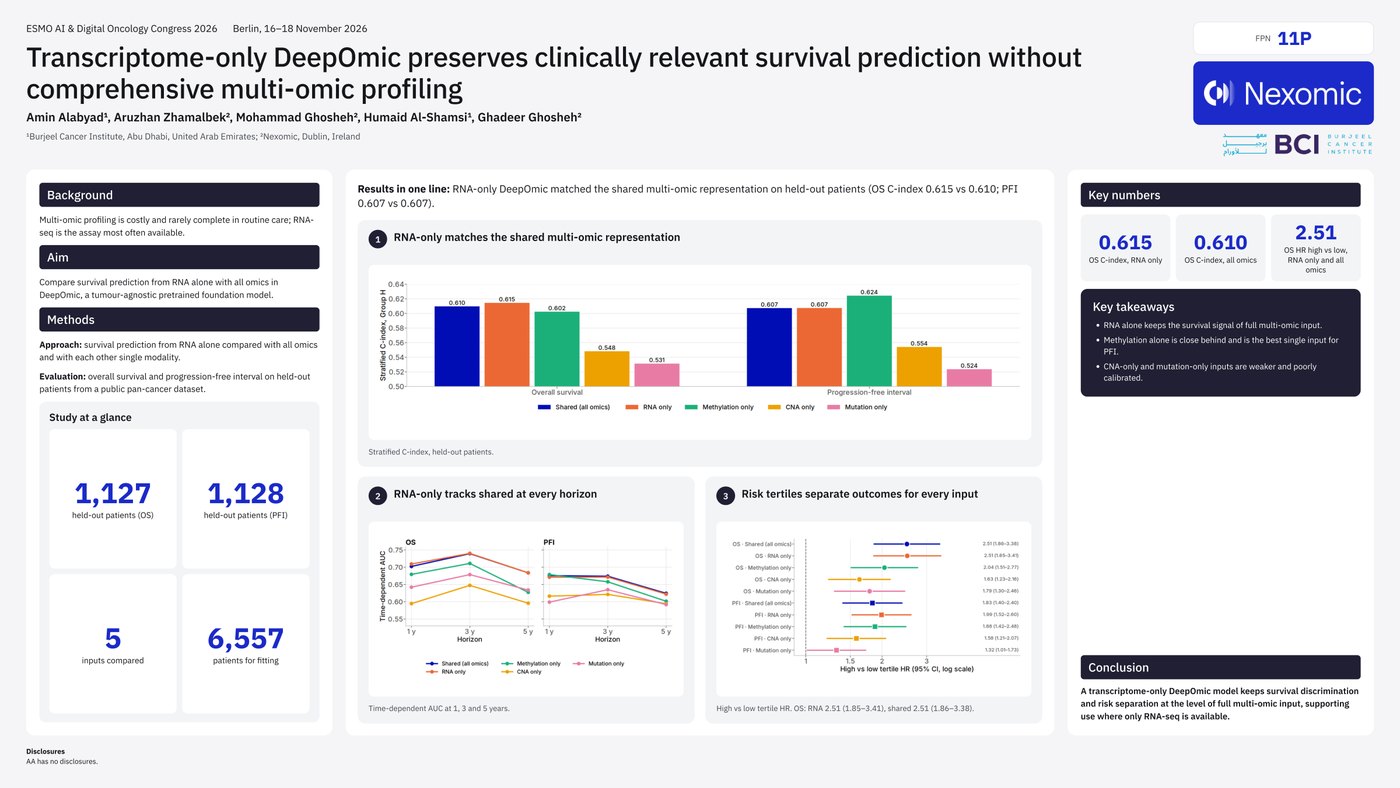 ESMO AI & Digital Oncology Congress 2026 Berlin, 16–18 November 2026
Transcriptome-only DeepOmic preserves clinically relevant survival prediction without
comprehensive multi-omic profiling
Amin Alabyad¹, Aruzhan Zhamalbek², Mohammad Ghosheh², Humaid Al-Shamsi¹, Ghadeer Ghosheh²
¹Burjeel Cancer Institute, Abu Dhabi, United Arab Emirates; ²Nexomic, Dublin, Ireland
FPN 11P
Nexomic
معهد
برجيل
للأورام
BCI
BURJEEL
CANCER
INSTITUTE
Background
Multi-omic profiling is costly and rarely complete in routine care; RNA-
seq is the assay most often available.
Aim
Compare survival prediction from RNA alone with all omics in
DeepOmic, a tumour-agnostic pretrained foundation model.
Methods
Approach: survival prediction from RNA alone compared with all omics
and with each other single modality.
Evaluation: overall survival and progression-free interval on held-out
patients from a public pan-cancer dataset.
Study at a glance
1,127
held-out patients (OS)
1,128
held-out patients (PFI)
5
inputs compared
6,557
patients for fitting
Results in one line: RNA-only DeepOmic matched the shared multi-omic representation on held-out patients (OS C-index 0.615 vs 0.610; PFI
0.607 vs 0.607).
1 RNA-only matches the shared multi-omic representation
Stratified C-index, Group H
0.64
0.62
0.60
0.58
0.56
0.54
0.52
0.50
0.610
0.615
0.602
0.548
0.531
0.607
0.607
0.624
0.554
0.524
Overall survival
Progression-free interval
Shared (all omics) RNA only Methylation only CNA only Mutation only
Stratified C-index, held-out patients.
2 RNA-only tracks shared at every horizon
OS PFI
Time-dependent AUC
0.75
0.70
0.65
0.60
0.55
1 y 3 y 5 y 1 y 3 y 5 y
Horizon Horizon
Shared (all omics) Methylation only Mutation only
RNA only CNA only
Time-dependent AUC at 1, 3 and 5 years.
3 Risk tertiles separate outcomes for every input
OS · Shared (all omics) 2.51 (1.86–3.38)
OS · RNA only 2.51 (1.85–3.41)
OS · Methylation only 2.04 (1.51–2.77)
OS · CNA only 1.63 (1.23–2.16)
OS · Mutation only 1.79 (1.30–2.46)
PFI · Shared (all omics) 1.83 (1.40–2.40)
PFI · RNA only 1.99 (1.52–2.60)
PFI · Methylation only 1.88 (1.42–2.48)
PFI · CNA only 1.58 (1.21–2.07)
PFI · Mutation only 1.32 (1.01–1.73)
1 1.5 2 3
High vs low tertile HR (95% CI, log scale)
High vs low tertile HR. OS: RNA 2.51 (1.85–3.41), shared 2.51 (1.86–3.38).
Key numbers
0.615
OS C-index, RNA only
0.610
OS C-index, all omics
2.51
OS HR high vs low,
RNA only and all
omics
Key takeaways
• RNA alone keeps the survival signal of full multi-omic input.
• Methylation alone is close behind and is the best single input for
PFI.
• CNA-only and mutation-only inputs are weaker and poorly
calibrated.
Conclusion
A transcriptome-only DeepOmic model keeps survival discrimination
and risk separation at the level of full multi-omic input, supporting
use where only RNA-seq is available.
Disclosures
AA has no disclosures.